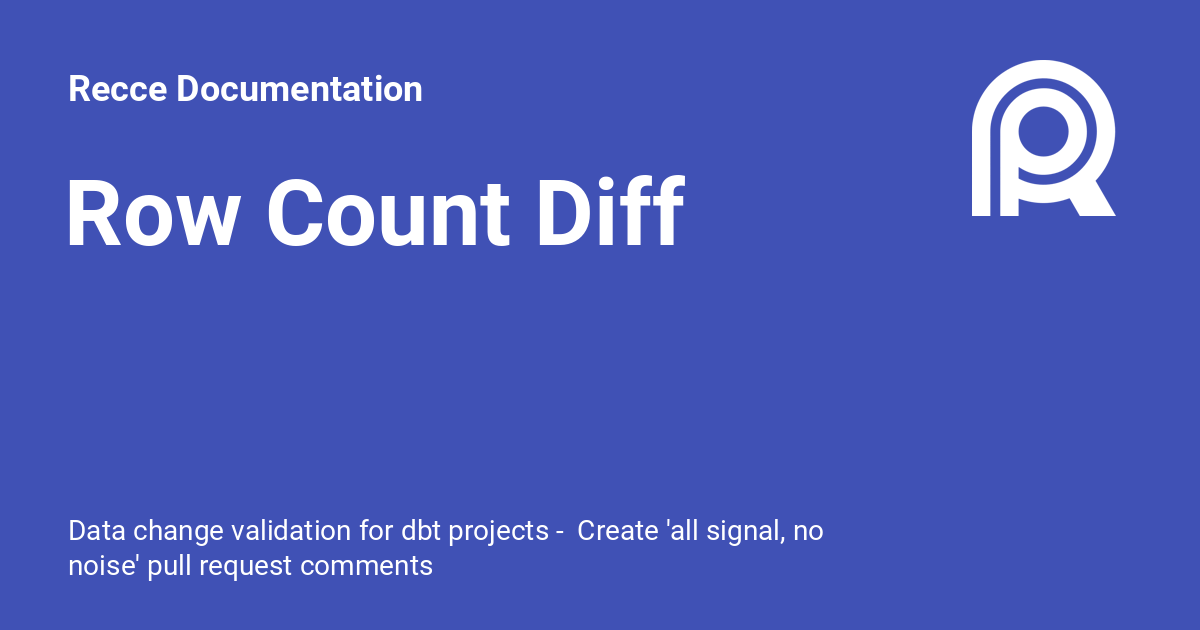 Recce Documentation
Row Count Diff
Data change validation for dbt projects -  Create 'all signal, no
noise' pull request comments